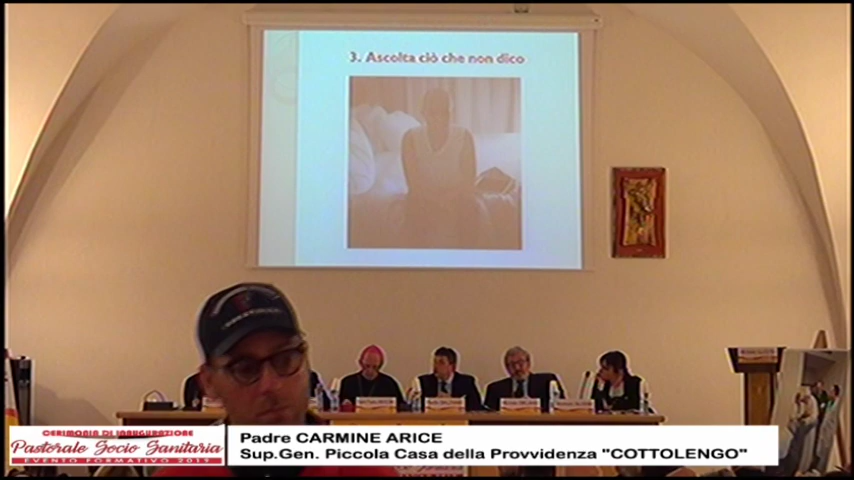 3. Ascolta ciò che non dico
CERIMONIA DI INAUGURAZIONE
Pastorale Socio Sanitaria
EVENTO FORMATIVO 2019
Padre CARMINE ARICE
Sup.Gen. Piccola Casa della Provvidenza "COTTOLENGO"